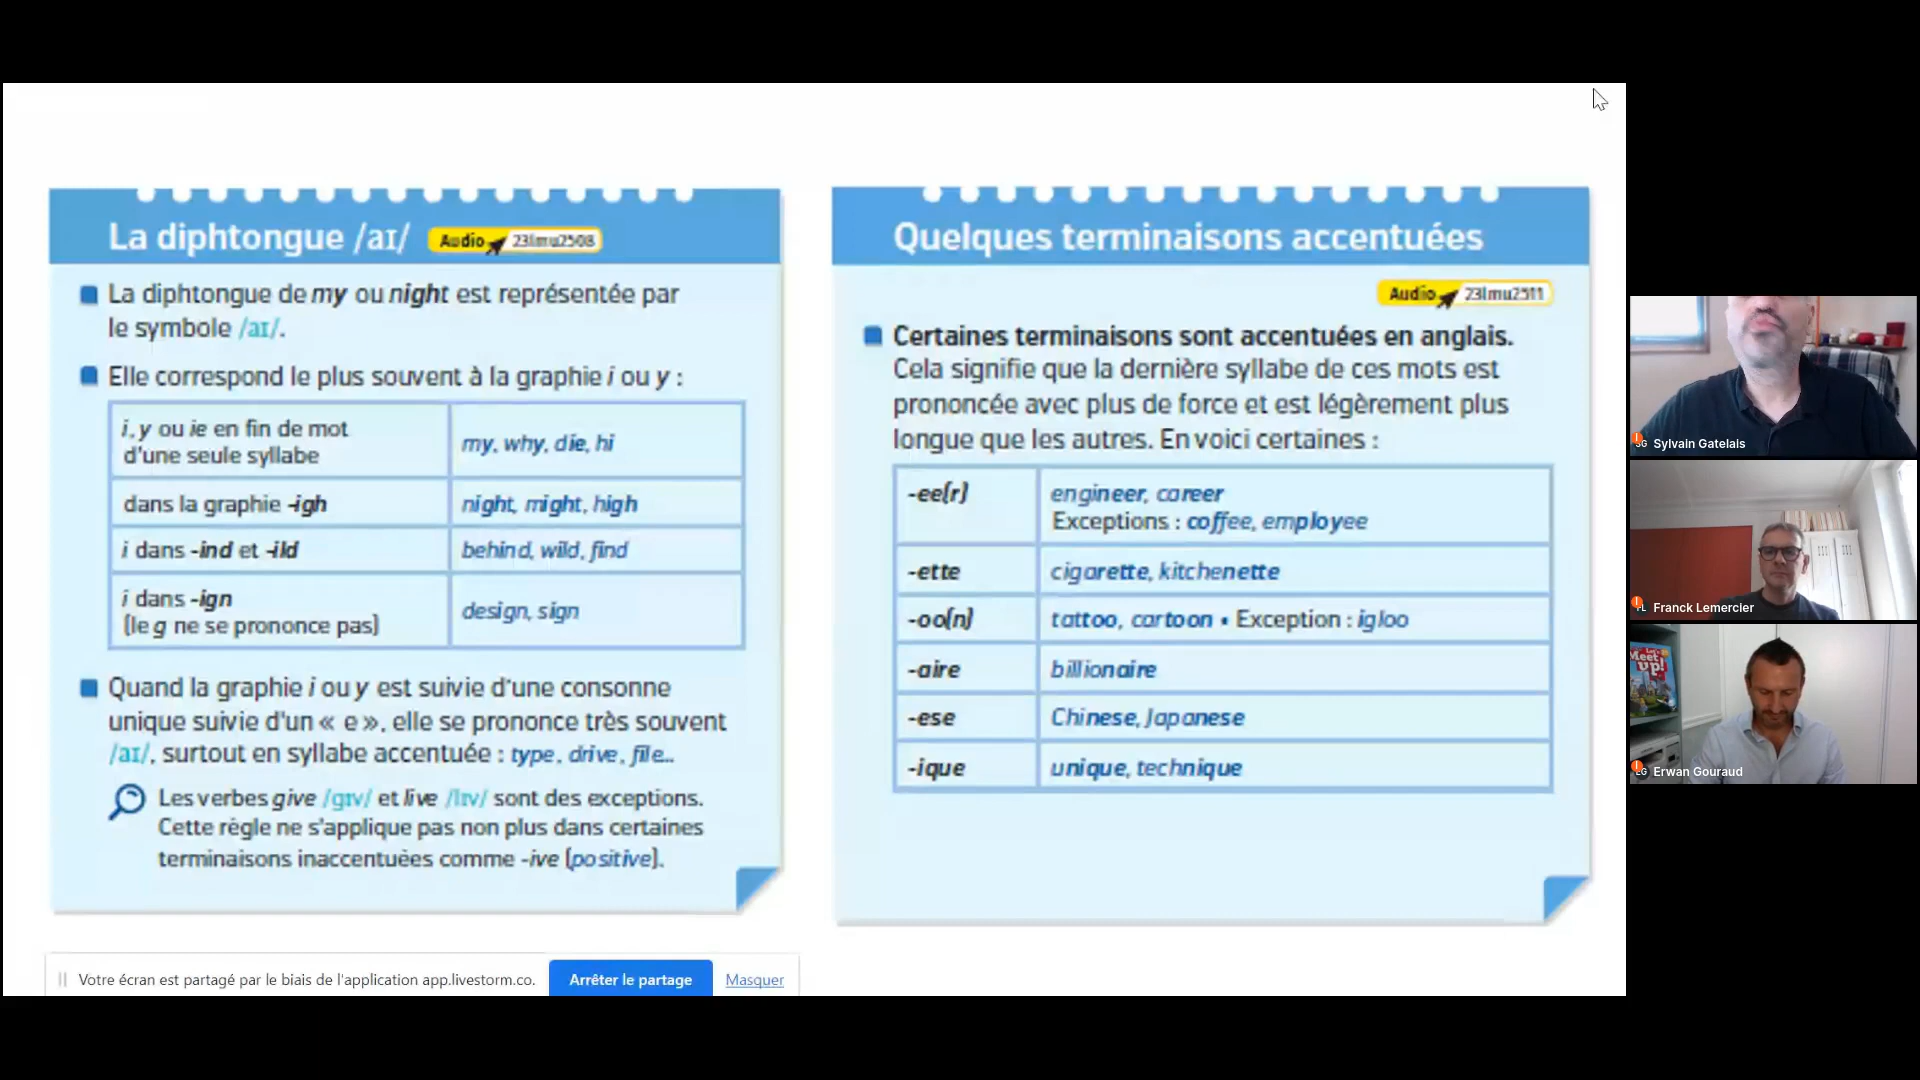 La diphtongue /aɪ/
Audio 23lmu2508
La diphtongue de my ou night est représentée par
le symbole /aɪ/.
Elle correspond le plus souvent à la graphie i ou y :
i, y ou ie en fin de mot
d'une seule syllabe
my, why, die, hi
dans la graphie -igh
night, might, high
i dans -ind et -ild
behind, wild, find
i dans -ign
(le g ne se prononce pas)
design, sign
Quand la graphie i ou y est suivie d'une consonne
unique suivie d'un « e », elle se prononce très souvent
/aɪ/, surtout en syllabe accentuée : type, drive, file...
Les verbes give /gɪv/ et live /lɪv/ sont des exceptions.
Cette règle ne s'applique pas non plus dans certaines
terminaisons inaccentuées comme -ive (positive).
Quelques terminaisons accentuées
Audio 23lmu2511
Certaines terminaisons sont accentuées en anglais.
Cela signifie que la dernière syllabe de ces mots est
prononcée avec plus de force et est légèrement plus
longue que les autres. En voici certaines :
-ee(r)
engineer, career
Exceptions : coffee, employee
-ette
cigarette, kitchenette
-oo(n)
tattoo, cartoon • Exception : igloo
-aire
billionaire
-ese
Chinese, Japanese
-ique
unique, technique
Votre écran est partagé par le biais de l'application app.livestorm.co.
Arrêter le partage
Masquer
SG Sylvain Gatelais
FL Franck Lemercier
Meet
up!
EG Erwan Gouraud